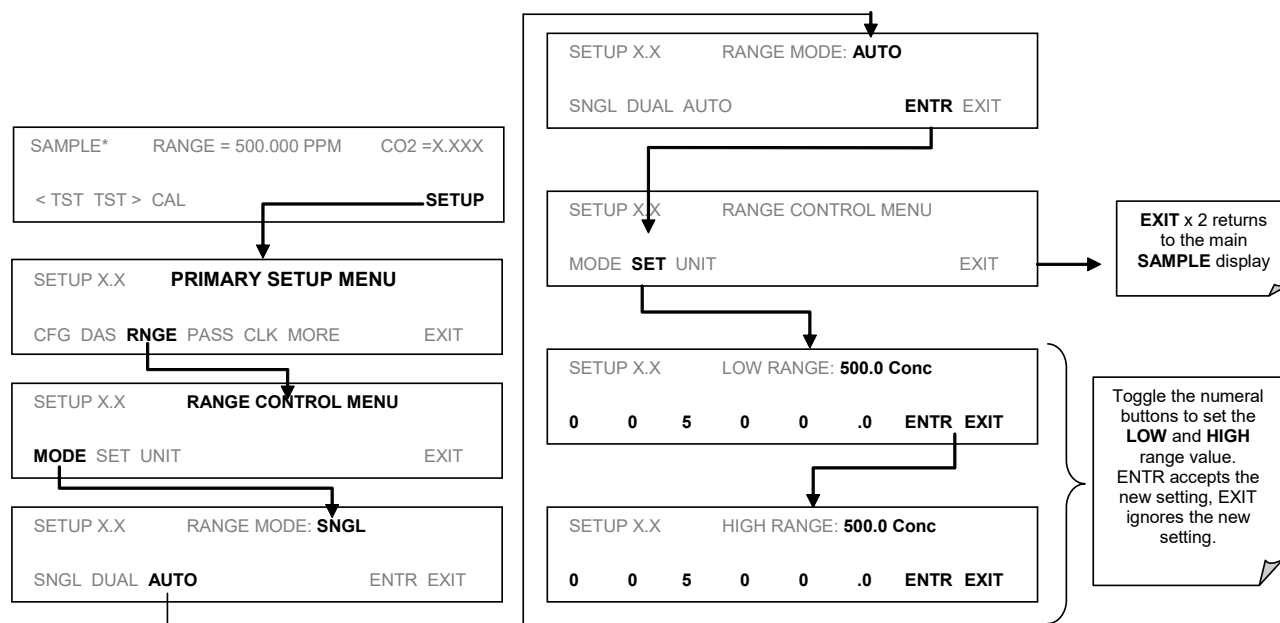 SAMPLE* RANGE = 500.000 PPM CO2 =X.XXX
< TST TST > CAL SETUP
SETUP X.X PRIMARY SETUP MENU
CFG DAS RNGE PASS CLK MORE EXIT
SETUP X.X RANGE CONTROL MENU
MODE SET UNIT EXIT
SETUP X.X RANGE MODE: SNGL
SNGL DUAL AUTO ENTR EXIT
SETUP X.X RANGE MODE: AUTO
SNGL DUAL AUTO ENTR EXIT
SETUP X.X RANGE CONTROL MENU
MODE SET UNIT EXIT
EXIT x 2 returns
to the main
SAMPLE display
SETUP X.X LOW RANGE: 500.0 Conc
0 0 5 0 0 .0 ENTR EXIT
SETUP X.X HIGH RANGE: 500.0 Conc
0 0 5 0 0 .0 ENTR EXIT
Toggle the numeral
buttons to set the
LOW and HIGH
range value.
ENTR accepts the
new setting, EXIT
ignores the new
setting.